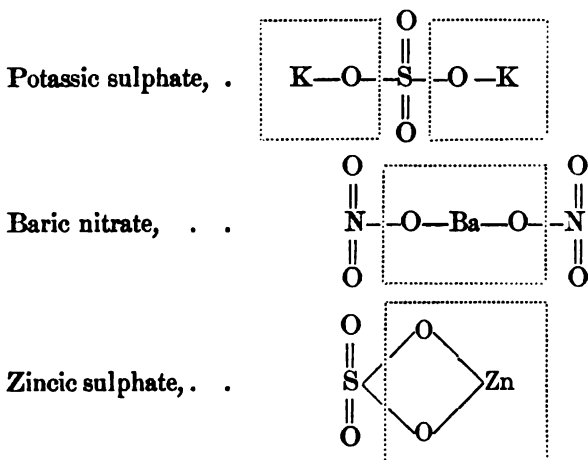 O
||
Potassic sulphate, . K—O—S—O—K
||
O
O O
|| ||
Baric nitrate, . . N—O—Ba—O—N
|| ||
O O
O O
||
Zincic sulphate, . . S Zn
||
O O